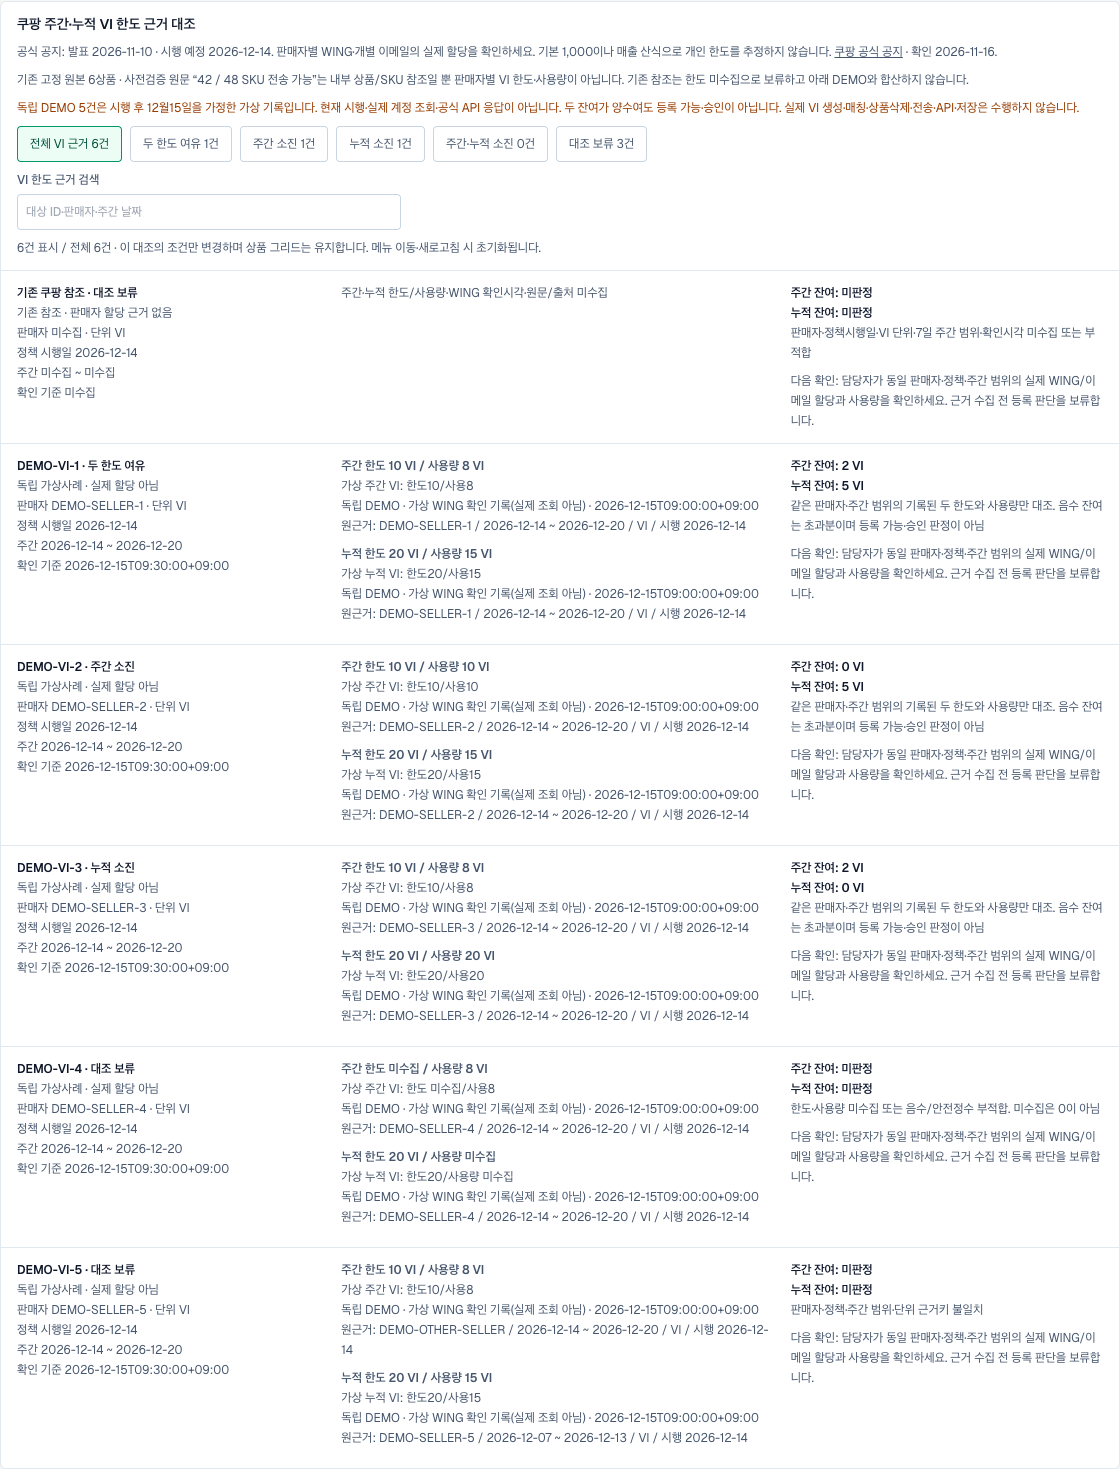 쿠팡 주간·누적 VI 한도 근거 대조
공식 공지: 발표 2026-11-10 · 시행 예정 2026-12-14. 판매자별 WING·개별 이메일의 실제 할당을 확인하세요. 기본 1,000이나 매출 산식으로 개인 한도를 추정하지 않습니다. 쿠팡 공식 공지 · 확인 2026-11-16.
기존 고정 원본 6상품 · 사전검증 원문 “42 / 48 SKU 전송 가능”는 내부 상품/SKU 참조일 뿐 판매자별 VI 한도·사용량이 아닙니다. 기존 참조는 한도 미수집으로 보류하고 아래 DEMO와 합산하지 않습니다.
독립 DEMO 5건은 시행 후 12월15일을 가정한 가상 기록입니다. 현재 시행·실제 계정 조회·공식 API 응답이 아닙니다. 두 잔여가 양수여도 등록 가능·승인이 아닙니다. 실제 VI 생성·매칭·상품삭제·전송·API·저장은 수행하지 않습니다.
전체 VI 근거 6건
두 한도 여유 1건
주간 소진 1건
누적 소진 1건
주간·누적 소진 0건
대조 보류 3건
VI 한도 근거 검색
대상 ID·판매자·주간 날짜
6건 표시 / 전체 6건 · 이 대조의 조건만 변경하며 상품 그리드는 유지합니다. 메뉴 이동·새로고침 시 초기화됩니다.
기존 쿠팡 참조 · 대조 보류
기존 참조 · 판매자 할당 근거 없음
판매자 미수집 · 단위 VI
정책 시행일 2026-12-14
주간 미수집 ~ 미수집
확인 기준 미수집
주간·누적 한도/사용량·WING 확인시각·원문/출처 미수집
주간 잔여: 미판정
누적 잔여: 미판정
판매자·정책시행일·VI 단위·7일 주간 범위·확인시각 미수집 또는 부
적합
다음 확인: 담당자가 동일 판매자·정책·주간 범위의 실제 WING/이
메일 할당과 사용량을 확인하세요. 근거 수집 전 등록 판단을 보류합
니다.
DEMO-VI-1 · 두 한도 여유
독립 가상사례 · 실제 할당 아님
판매자 DEMO-SELLER-1 · 단위 VI
정책 시행일 2026-12-14
주간 2026-12-14 ~ 2026-12-20
확인 기준 2026-12-15T09:30:00+09:00
주간 한도 10 VI / 사용량 8 VI
가상 주간 VI: 한도10/사용8
독립 DEMO · 가상 WING 확인 기록(실제 조회 아님) · 2026-12-15T09:00:00+09:00
원근거: DEMO-SELLER-1 / 2026-12-14 ~ 2026-12-20 / VI / 시행 2026-12-14
누적 한도 20 VI / 사용량 15 VI
가상 누적 VI: 한도20/사용15
독립 DEMO · 가상 WING 확인 기록(실제 조회 아님) · 2026-12-15T09:00:00+09:00
원근거: DEMO-SELLER-1 / 2026-12-14 ~ 2026-12-20 / VI / 시행 2026-12-14
주간 잔여: 2 VI
누적 잔여: 5 VI
같은 판매자·주간 범위의 기록된 두 한도와 사용량만 대조. 음수 잔여
는 초과분이며 등록 가능·승인 판정이 아님
다음 확인: 담당자가 동일 판매자·정책·주간 범위의 실제 WING/이
메일 할당과 사용량을 확인하세요. 근거 수집 전 등록 판단을 보류합
니다.
DEMO-VI-2 · 주간 소진
독립 가상사례 · 실제 할당 아님
판매자 DEMO-SELLER-2 · 단위 VI
정책 시행일 2026-12-14
주간 2026-12-14 ~ 2026-12-20
확인 기준 2026-12-15T09:30:00+09:00
주간 한도 10 VI / 사용량 10 VI
가상 주간 VI: 한도10/사용10
독립 DEMO · 가상 WING 확인 기록(실제 조회 아님) · 2026-12-15T09:00:00+09:00
원근거: DEMO-SELLER-2 / 2026-12-14 ~ 2026-12-20 / VI / 시행 2026-12-14
누적 한도 20 VI / 사용량 15 VI
가상 누적 VI: 한도20/사용15
독립 DEMO · 가상 WING 확인 기록(실제 조회 아님) · 2026-12-15T09:00:00+09:00
원근거: DEMO-SELLER-2 / 2026-12-14 ~ 2026-12-20 / VI / 시행 2026-12-14
주간 잔여: 0 VI
누적 잔여: 5 VI
같은 판매자·주간 범위의 기록된 두 한도와 사용량만 대조. 음수 잔여
는 초과분이며 등록 가능·승인 판정이 아님
다음 확인: 담당자가 동일 판매자·정책·주간 범위의 실제 WING/이
메일 할당과 사용량을 확인하세요. 근거 수집 전 등록 판단을 보류합
니다.
DEMO-VI-3 · 누적 소진
독립 가상사례 · 실제 할당 아님
판매자 DEMO-SELLER-3 · 단위 VI
정책 시행일 2026-12-14
주간 2026-12-14 ~ 2026-12-20
확인 기준 2026-12-15T09:30:00+09:00
주간 한도 10 VI / 사용량 8 VI
가상 주간 VI: 한도10/사용8
독립 DEMO · 가상 WING 확인 기록(실제 조회 아님) · 2026-12-15T09:00:00+09:00
원근거: DEMO-SELLER-3 / 2026-12-14 ~ 2026-12-20 / VI / 시행 2026-12-14
누적 한도 20 VI / 사용량 20 VI
가상 누적 VI: 한도20/사용20
독립 DEMO · 가상 WING 확인 기록(실제 조회 아님) · 2026-12-15T09:00:00+09:00
원근거: DEMO-SELLER-3 / 2026-12-14 ~ 2026-12-20 / VI / 시행 2026-12-14
주간 잔여: 2 VI
누적 잔여: 0 VI
같은 판매자·주간 범위의 기록된 두 한도와 사용량만 대조. 음수 잔여
는 초과분이며 등록 가능·승인 판정이 아님
다음 확인: 담당자가 동일 판매자·정책·주간 범위의 실제 WING/이
메일 할당과 사용량을 확인하세요. 근거 수집 전 등록 판단을 보류합
니다.
DEMO-VI-4 · 대조 보류
독립 가상사례 · 실제 할당 아님
판매자 DEMO-SELLER-4 · 단위 VI
정책 시행일 2026-12-14
주간 2026-12-14 ~ 2026-12-20
확인 기준 2026-12-15T09:30:00+09:00
주간 한도 미수집 / 사용량 8 VI
가상 주간 VI: 한도 미수집/사용8
독립 DEMO · 가상 WING 확인 기록(실제 조회 아님) · 2026-12-15T09:00:00+09:00
원근거: DEMO-SELLER-4 / 2026-12-14 ~ 2026-12-20 / VI / 시행 2026-12-14
누적 한도 20 VI / 사용량 미수집
가상 누적 VI: 한도20/사용량 미수집
독립 DEMO · 가상 WING 확인 기록(실제 조회 아님) · 2026-12-15T09:00:00+09:00
원근거: DEMO-SELLER-4 / 2026-12-14 ~ 2026-12-20 / VI / 시행 2026-12-14
주간 잔여: 미판정
누적 잔여: 미판정
한도·사용량 미수집 또는 음수/안전정수 부적합. 미수집은 0이 아님
다음 확인: 담당자가 동일 판매자·정책·주간 범위의 실제 WING/이
메일 할당과 사용량을 확인하세요. 근거 수집 전 등록 판단을 보류합
니다.
DEMO-VI-5 · 대조 보류
독립 가상사례 · 실제 할당 아님
판매자 DEMO-SELLER-5 · 단위 VI
정책 시행일 2026-12-14
주간 2026-12-14 ~ 2026-12-20
확인 기준 2026-12-15T09:30:00+09:00
주간 한도 10 VI / 사용량 8 VI
가상 주간 VI: 한도10/사용8
독립 DEMO · 가상 WING 확인 기록(실제 조회 아님) · 2026-12-15T09:00:00+09:00
원근거: DEMO-OTHER-SELLER / 2026-12-14 ~ 2026-12-20 / VI / 시행 2026-12-
14
누적 한도 20 VI / 사용량 15 VI
가상 누적 VI: 한도20/사용15
독립 DEMO · 가상 WING 확인 기록(실제 조회 아님) · 2026-12-15T09:00:00+09:00
원근거: DEMO-SELLER-5 / 2026-12-07 ~ 2026-12-13 / VI / 시행 2026-12-14
주간 잔여: 미판정
누적 잔여: 미판정
판매자·정책·주간 범위·단위 근거키 불일치
다음 확인: 담당자가 동일 판매자·정책·주간 범위의 실제 WING/이
메일 할당과 사용량을 확인하세요. 근거 수집 전 등록 판단을 보류합
니다.